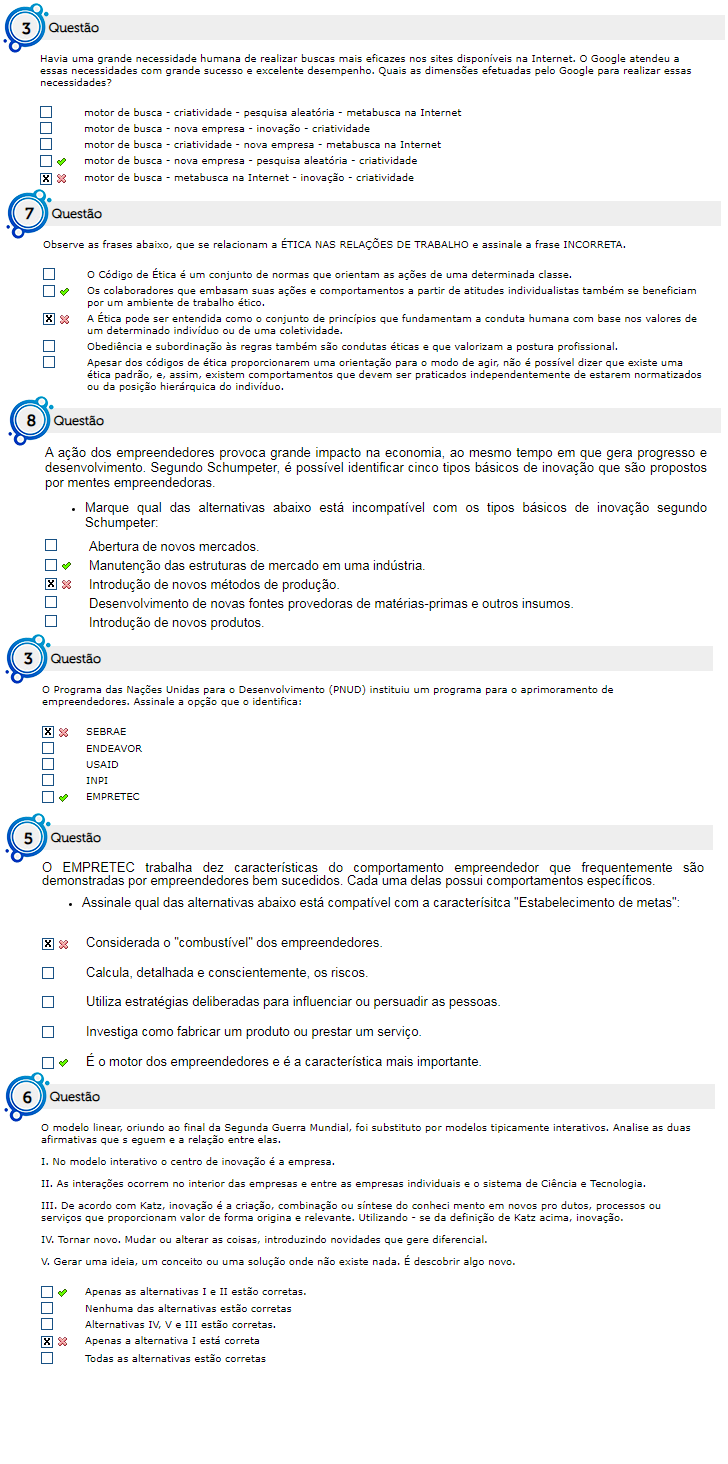 3 Questão
Havia uma grande necessidade humana de realizar buscas mais eficazes nos sites disponíveis na Internet. O Google atendeu a
essas necessidades com grande sucesso e excelente desempenho. Quais as dimensões efetuadas pelo Google para realizar essas
necessidades?
motor de busca - criatividade - pesquisa aleatória - metabusca na Internet
motor de busca - nova empresa - inovação - criatividade
motor de busca - criatividade - nova empresa - metabusca na Internet
motor de busca - nova empresa - pesquisa aleatória - criatividade
X motor de busca - metabusca na Internet - inovação - criatividade
7 Questão
Observe as frases abaixo, que se relacionam a ÉTICA NAS RELAÇÕES DE TRABALHO e assinale a frase INCORRETA.
O Código de Ética é um conjunto de normas que orientam as ações de uma determinada classe.
Os colaboradores que embasam suas ações e comportamentos a partir de atitudes individualistas também se beneficiam
por um ambiente de trabalho ético.
X A Ética pode ser entendida como o conjunto de princípios que fundamentam a conduta humana com base nos valores de
um determinado indivíduo ou de uma coletividade.
Obediência e subordinação às regras também são condutas éticas e que valorizam a postura profissional.
Apesar dos códigos de ética proporcionarem uma orientação para o modo de agir, não é possível dizer que existe uma
ética padrão, e, assim, existem comportamentos que devem ser praticados independentemente de estarem normatizados
ou da posição hierárquica do indivíduo.
8 Questão
A ação dos empreendedores provoca grande impacto na economia, ao mesmo tempo em que gera progresso e
desenvolvimento. Segundo Schumpeter, é possível identificar cinco tipos básicos de inovação que são propostos
por mentes empreendedoras.
• Marque qual das alternativas abaixo está incompatível com os tipos básicos de inovação segundo
Schumpeter:
Abertura de novos mercados.
Manutenção das estruturas de mercado em uma indústria.
X Introdução de novos métodos de produção.
Desenvolvimento de novas fontes provedoras de matérias-primas e outros insumos.
Introdução de novos produtos.
3 Questão
O Programa das Nações Unidas para o Desenvolvimento (PNUD) instituiu um programa para o aprimoramento de
empreendedores. Assinale a opção que o identifica:
X SEBRAE
ENDEAVOR
USAID
INPI
EMPRETEC
5 Questão
O EMPRETEC trabalha dez características do comportamento empreendedor que frequentemente são
demonstradas por empreendedores bem sucedidos. Cada uma delas possui comportamentos específicos.
• Assinale qual das alternativas abaixo está compatível com a caracterísitca "Estabelecimento de metas":
X Considerada o "combustível" dos empreendedores.
Calcula, detalhada e conscientemente, os riscos.
Utiliza estratégias deliberadas para influenciar ou persuadir as pessoas.
Investiga como fabricar um produto ou prestar um serviço.
É o motor dos empreendedores e é a característica mais importante.
6 Questão
O modelo linear, oriundo ao final da Segunda Guerra Mundial, foi substituto por modelos tipicamente interativos. Analise as duas
afirmativas que s eguem e a relação entre elas.
I. No modelo interativo o centro de inovação é a empresa.
II. As interações ocorrem no interior das empresas e entre as empresas individuais e o sistema de Ciência e Tecnologia.
III. De acordo com Katz, inovação é a criação, combinação ou síntese do conheci mento em novos pro dutos, processos ou
serviços que proporcionam valor de forma origina e relevante. Utilizando - se da definição de Katz acima, inovação.
IV. Tornar novo. Mudar ou alterar as coisas, introduzindo novidades que gere diferencial.
V. Gerar uma ideia, um conceito ou uma solução onde não existe nada. É descobrir algo novo.
Apenas as alternativas I e II estão corretas.
Nenhuma das alternativas estão corretas
Alternativas IV, V e III estão corretas.
X Apenas a alternativa I está correta
Todas as alternativas estão corretas